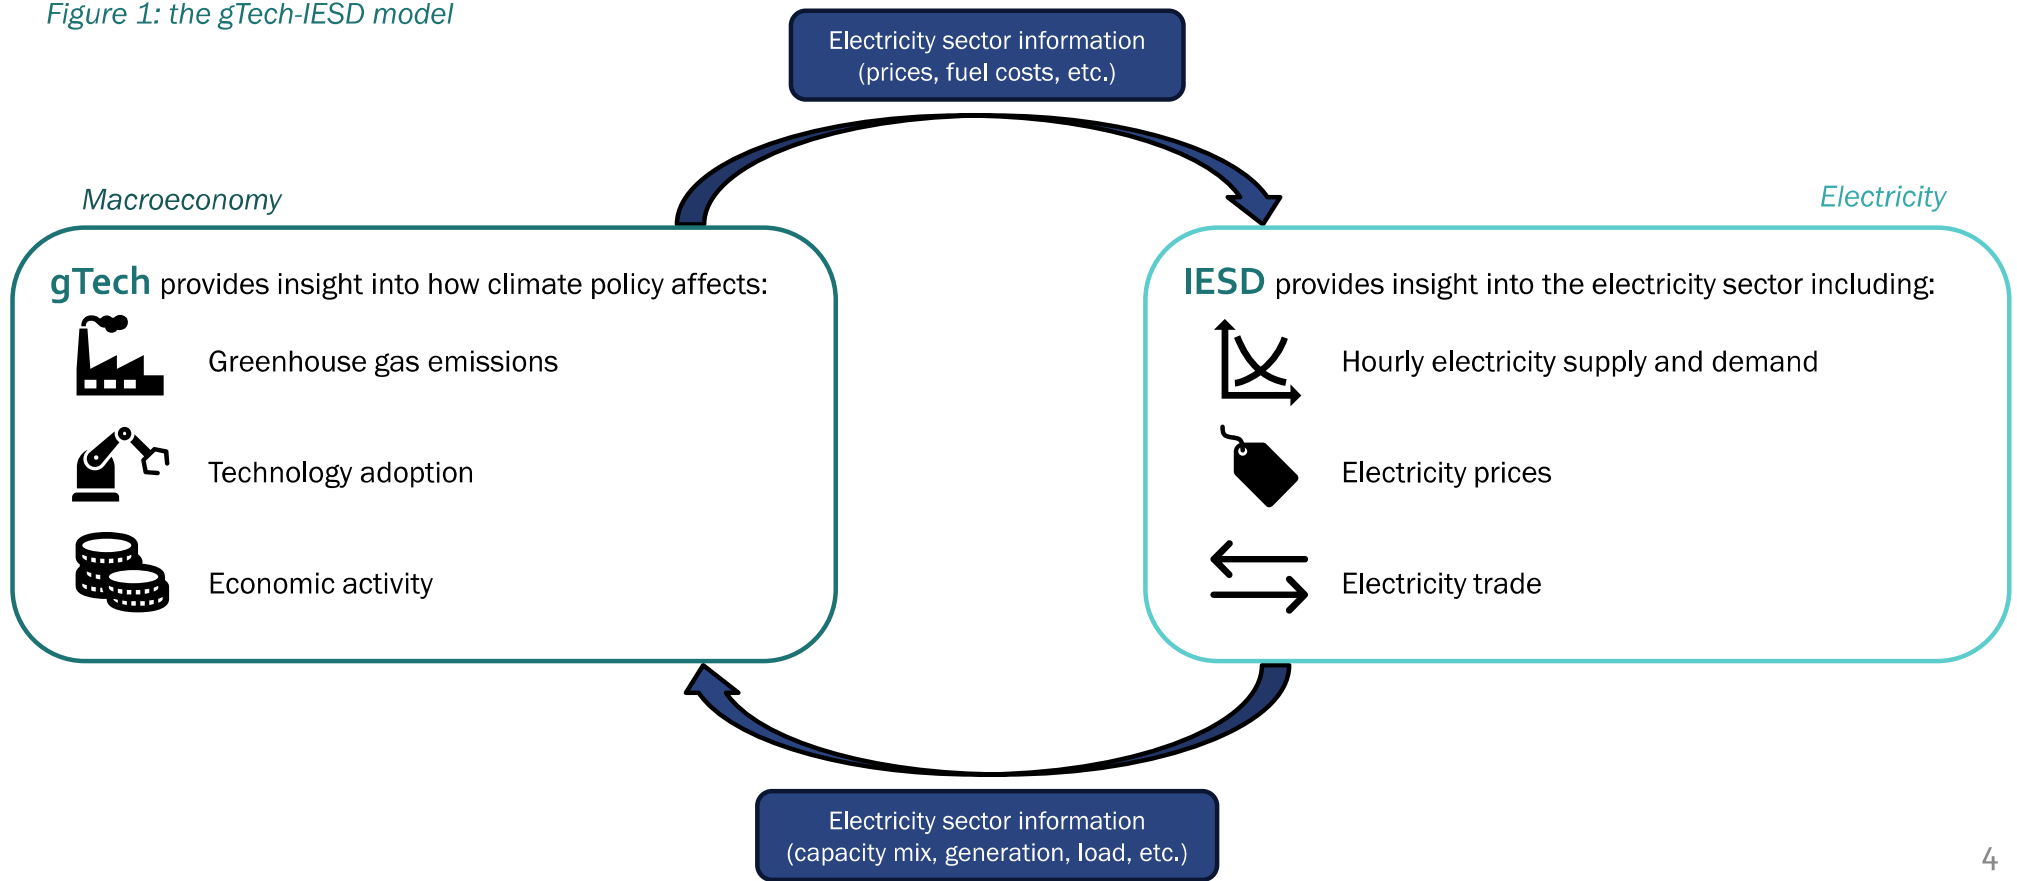 Figure 1: the gTech-IESD model
Electricity sector information
(prices, fuel costs, etc.)
Macroeconomy
gTech provides insight into how climate policy affects:
Greenhouse gas emissions
Technology adoption
Economic activity
Electricity
IESD provides insight into the electricity sector including:
Hourly electricity supply and demand
Electricity prices
Electricity trade
Electricity sector information
(capacity mix, generation, load, etc.)
4